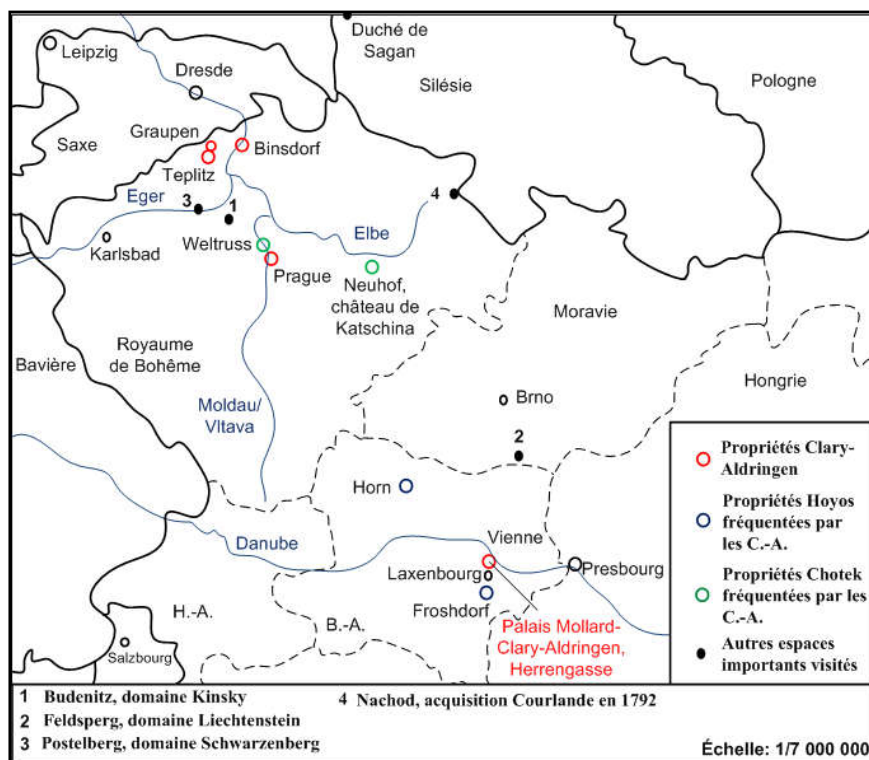 Leipzig
Duché de
Sagan
Dresde
Silésie
Pologne
Graupen
Binsdorf
Saxe
Teplitz
Eger
3
1
4
Karlsbad
Weltruss
Elbe
Prague
Neuhof,
château de
Katschina
Moravie
Royaume
de Bohême
Bavière
Hongrie
Moldau/
Vltava
Brno
2
Horn
Danube
Vienne
Laxenbourg
Presbourg
Froshdorf
H.-A.
B.-A.
Salzbourg
Palais Mollard-
Clary-Aldringen,
Herrengasse
Propriétés Clary-
Aldringen
Propriétés Hoyos
fréquentées par
les C.-A.
Propriétés Chotek
fréquentées par les
C.-A.
Autres espaces
importants visités
1 Budenitz, domaine Kinsky
4 Nachod, acquisition Courlande en 1792
2 Feldsperg, domaine Liechtenstein
3 Postelberg, domaine Schwarzenberg
Échelle: 1/7 000 000